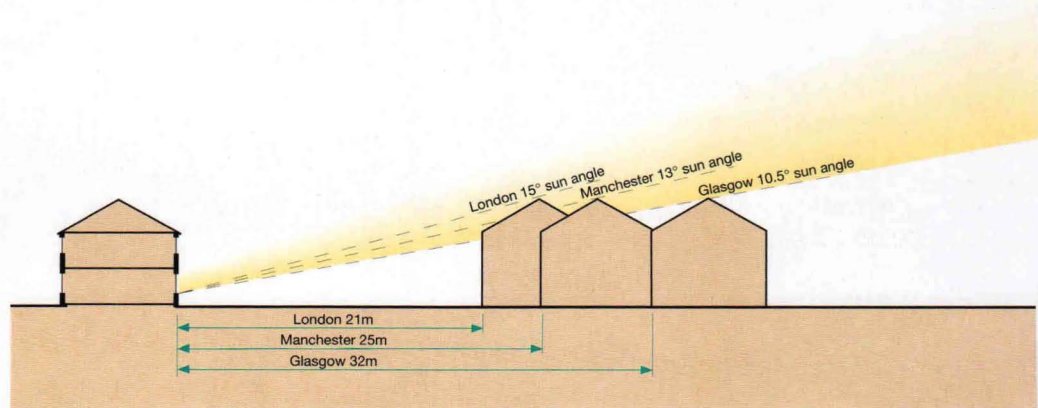 London 15° sun angle
Manchester 13° sun angle
Glasgow 10.5° sun angle
London 21m
Manchester 25m
Glasgow 32m